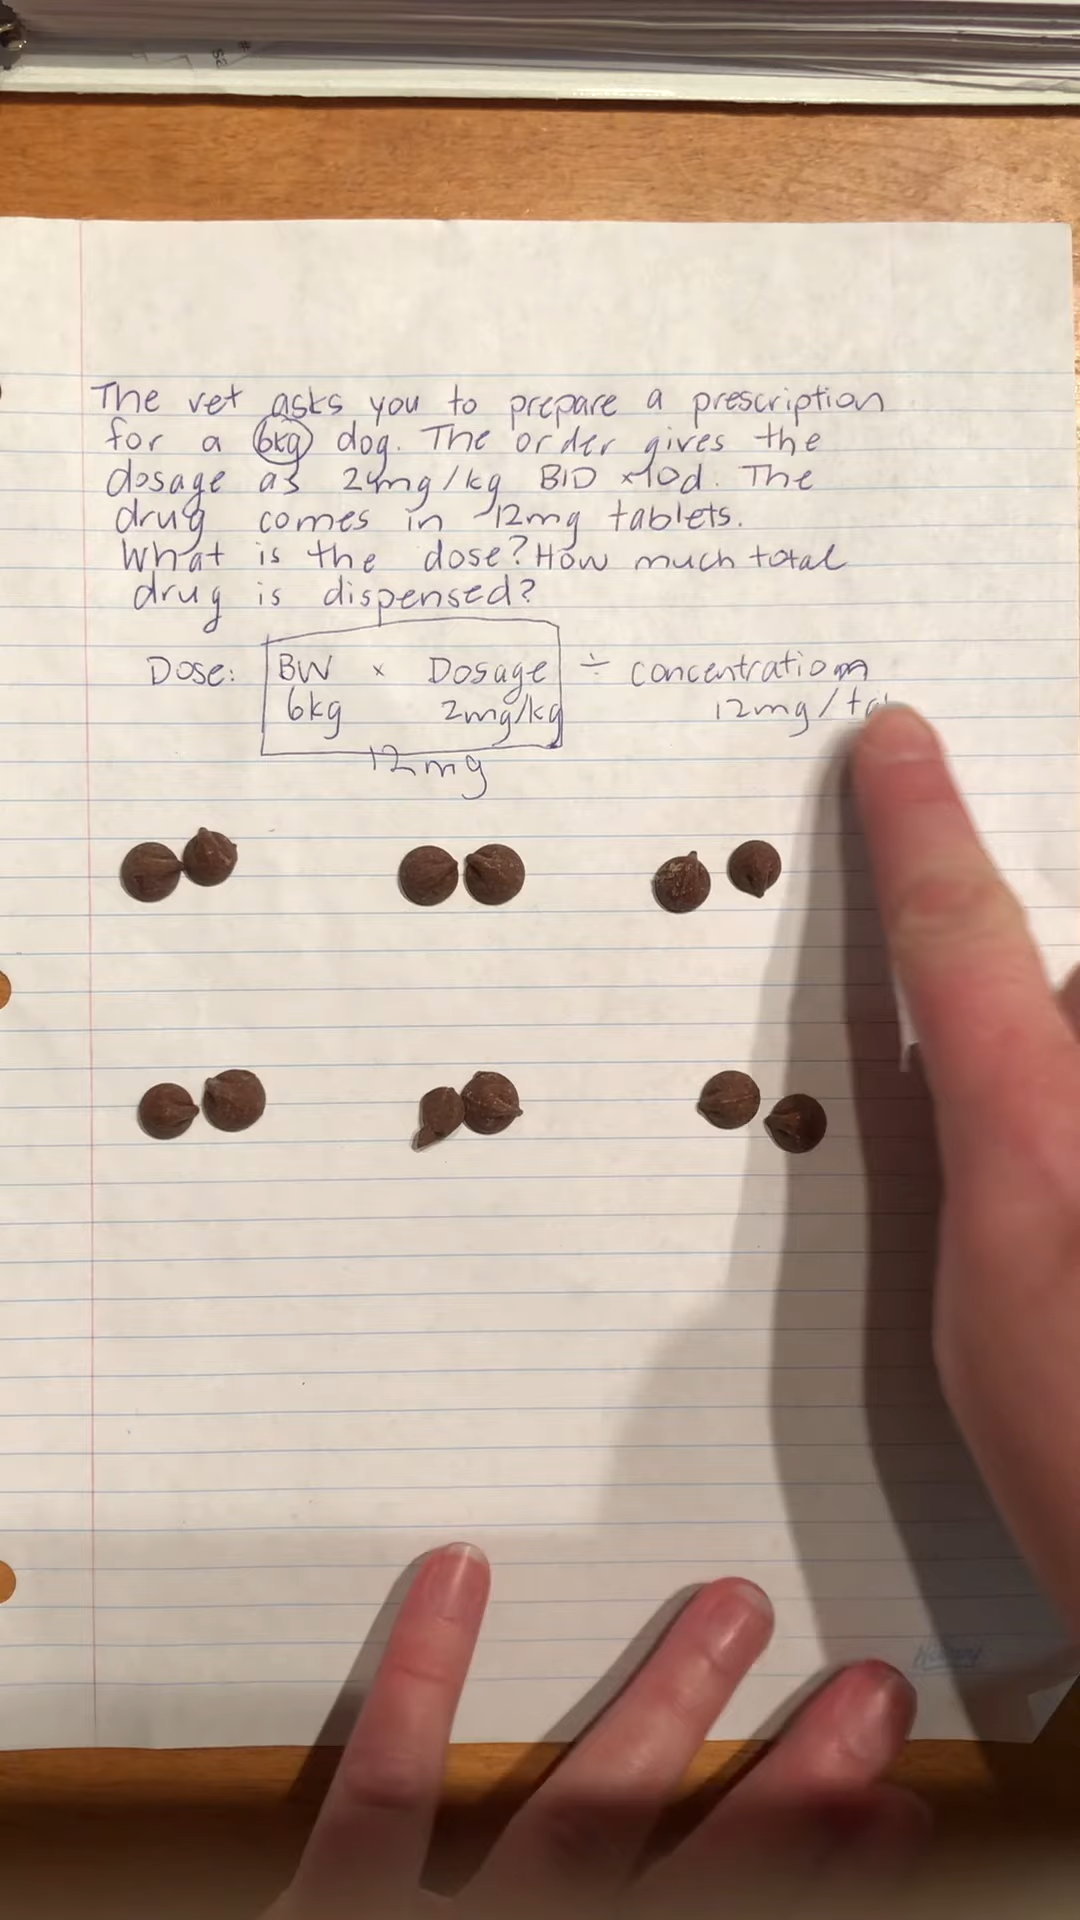 The vet asks you to prepare a prescription
for a 6kg dog. The order gives the
dosage as 2mg/kg BID x10d. The
drug comes in 12mg tablets.
What is the dose? How much total
drug is dispensed?
Dose: BW x Dosage ÷ concentration
6kg 2mg/kg 12mg/
12mg